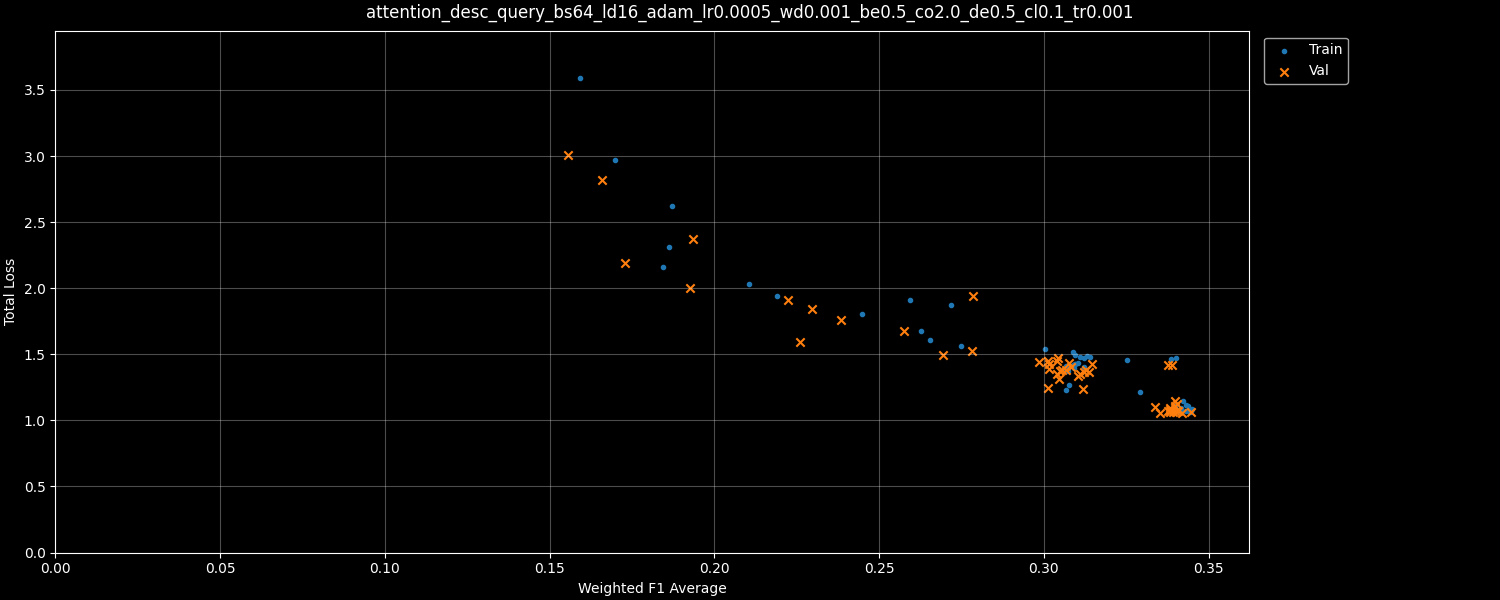 attention_desc_query_bs64_ld16_adam_lr0.0005_wd0.001_be0.5_co2.0_de0.5_cl0.1_tr0.001
Train
Val
3.5
3.0
2.5
2.0
1.5
1.0
0.5
0.0
Total Loss
0.00 0.05 0.10 0.15 0.20 0.25 0.30 0.35
Weighted F1 Average